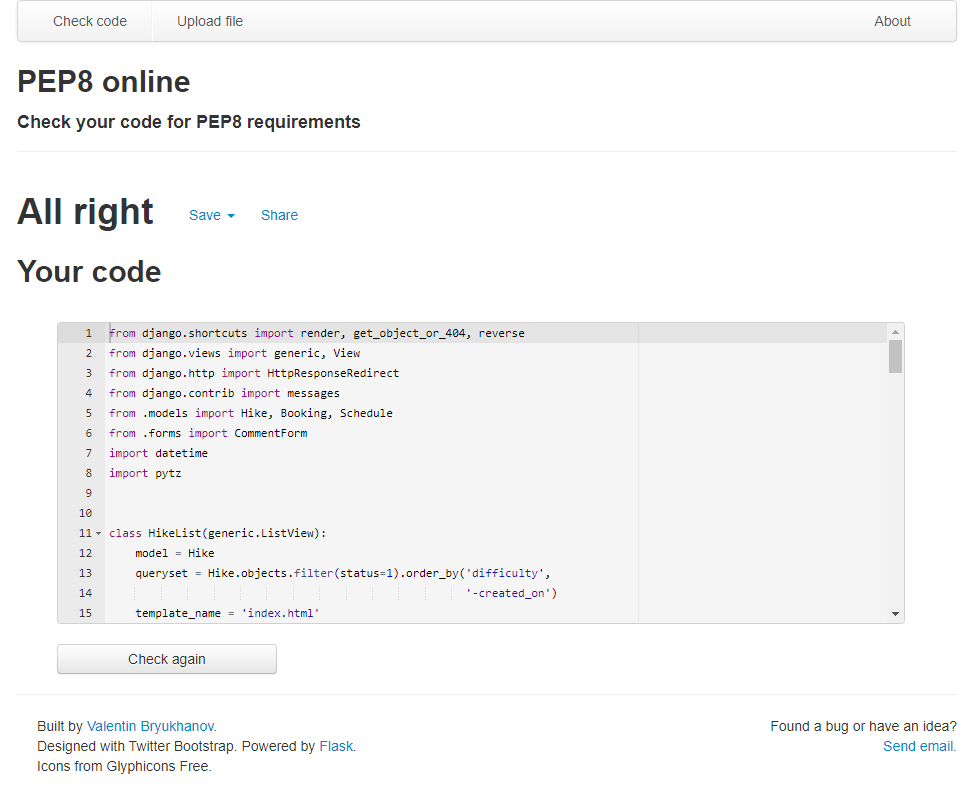 Check code Upload file About
PEP8 online
Check your code for PEP8 requirements
All right Save Share
Your code
1 from django.shortcuts import render, get_object_or_404, reverse
2 from django.views import generic, View
3 from django.http import HttpResponseRedirect
4 from django.contrib import messages
5 from .models import Hike, Booking, Schedule
6 from .forms import CommentForm
7 import datetime
8 import pytz
9
10
11 class HikeList(generic.ListView):
12     model = Hike
13     queryset = Hike.objects.filter(status=1).order_by('difficulty',
14                                                       '-created_on')
15     template_name = 'index.html'
Check again
Built by Valentin Bryukhanov. Found a bug or have an idea?
Designed with Twitter Bootstrap. Powered by Flask. Send email.
Icons from Glyphicons Free.